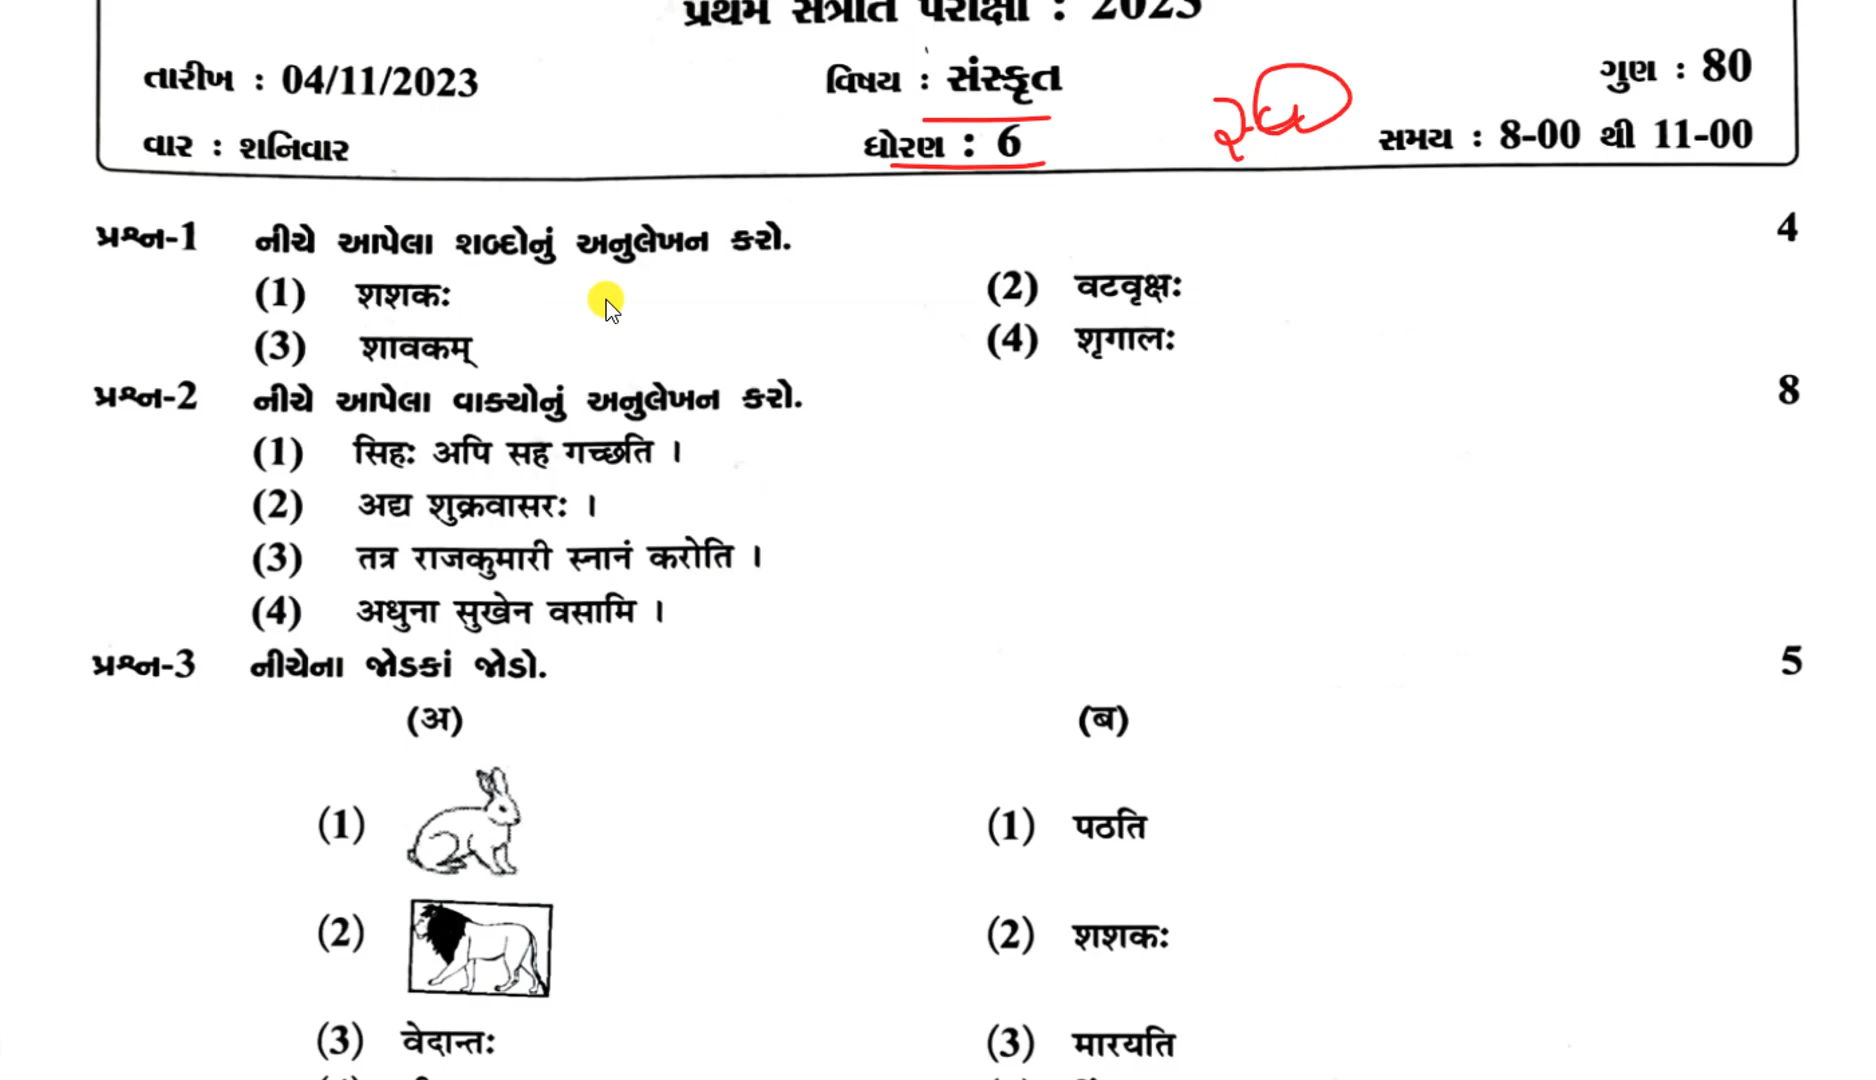 પ્રથમ સત્રાંત પરીક્ષા : 2023
તારીખ : 04/11/2023 વિષય : સંસ્કૃત ગુણ : 80
વાર : શનિવાર ધોરણ : 6 સમય : 8-00 થી 11-00
પ્રશ્ન-1 નીચે આપેલા શબ્દોનું અનુલેખન કરો. 4
(1) शशकः (2) वटवृक्षः
(3) शावकम् (4) शृगालः
પ્રશ્ન-2 નીચે આપેલા વાક્યોનું અનુલેખન કરો. 8
(1) सिहः अपि सह गच्छति ।
(2) अद्य शुक्रवासरः ।
(3) तत्र राजकुमारी स्नानं करोति ।
(4) अधुना सुखेन वसामि ।
પ્રશ્ન-3 નીચેના જોડકાં જોડો. 5
(अ) (ब)
(1) (1) पठति
(2) (2) शशकः
(3) वेदान्तः (3) मारयति